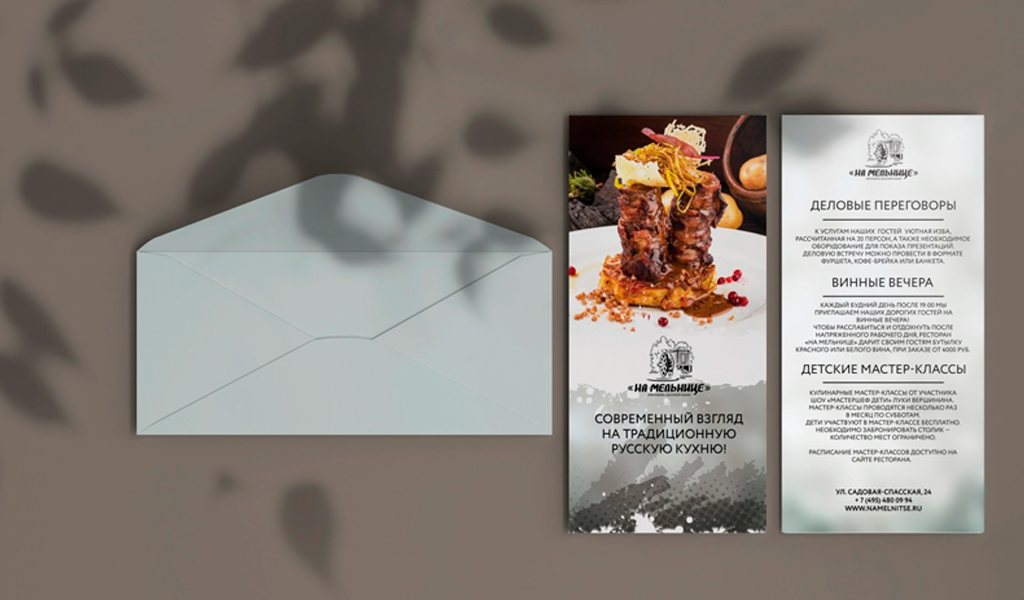 «НА МЕЛЬНИЦЕ»
СОВРЕМЕННЫЙ ВЗГЛЯД
НА ТРАДИЦИОННУЮ
РУССКУЮ КУХНЮ!
«НА МЕЛЬНИЦЕ»
ДЕЛОВЫЕ ПЕРЕГОВОРЫ
К УСЛУГАМ НАШИХ ГОСТЕЙ УЮТНАЯ ИЗБА,
РАССЧИТАННАЯ НА 20 ПЕРСОН, А ТАКЖЕ НЕОБХОДИМОЕ
ОБОРУДОВАНИЕ ДЛЯ ПОКАЗА ПРЕЗЕНТАЦИЙ.
ДЕЛОВУЮ ВСТРЕЧУ МОЖНО ПРОВЕСТИ В ФОРМАТЕ
ФУРШЕТА, КОФЕ-БРЕЙКА ИЛИ БАНКЕТА.
ВИННЫЕ ВЕЧЕРА
КАЖДЫЙ БУДНИЙ ДЕНЬ ПОСЛЕ 19:00 МЫ
ПРИГЛАШАЕМ НАШИХ ДОРОГИХ ГОСТЕЙ НА
ВИННЫЕ ВЕЧЕРА!
ЧТОБЫ РАССЛАБИТЬСЯ И ОТДОХНУТЬ ПОСЛЕ
НАПРЯЖЕННОГО РАБОЧЕГО ДНЯ, РЕСТОРАН
«НА МЕЛЬНИЦЕ» ДАРИТ СВОИМ ГОСТЯМ БУТЫЛКУ
КРАСНОГО ИЛИ БЕЛОГО ВИНА, ПРИ ЗАКАЗЕ ОТ 4000 РУБ.
ДЕТСКИЕ МАСТЕР-КЛАССЫ
КУЛИНАРНЫЕ МАСТЕР-КЛАССЫ ОТ УЧАСТНИКА
ШОУ «МАСТЕРШЕФ ДЕТИ» ЛУКИ ВЕРШИНИНА.
МАСТЕР-КЛАССЫ ПРОВОДЯТСЯ НЕСКОЛЬКО РАЗ
В МЕСЯЦ ПО СУББОТАМ.
ДЕТИ УЧАСТВУЮТ В МАСТЕР-КЛАССЕ БЕСПЛАТНО.
НЕОБХОДИМО ЗАБРОНИРОВАТЬ СТОЛИК –
КОЛИЧЕСТВО МЕСТ ОГРАНИЧЕНО.
РАСПИСАНИЕ МАСТЕР-КЛАССОВ ДОСТУПНО НА
САЙТЕ РЕСТОРАНА.
УЛ. САДОВАЯ-СПАССКАЯ, 24
+ 7 (495) 480 09 94
WWW.NAMELNITSE.RU